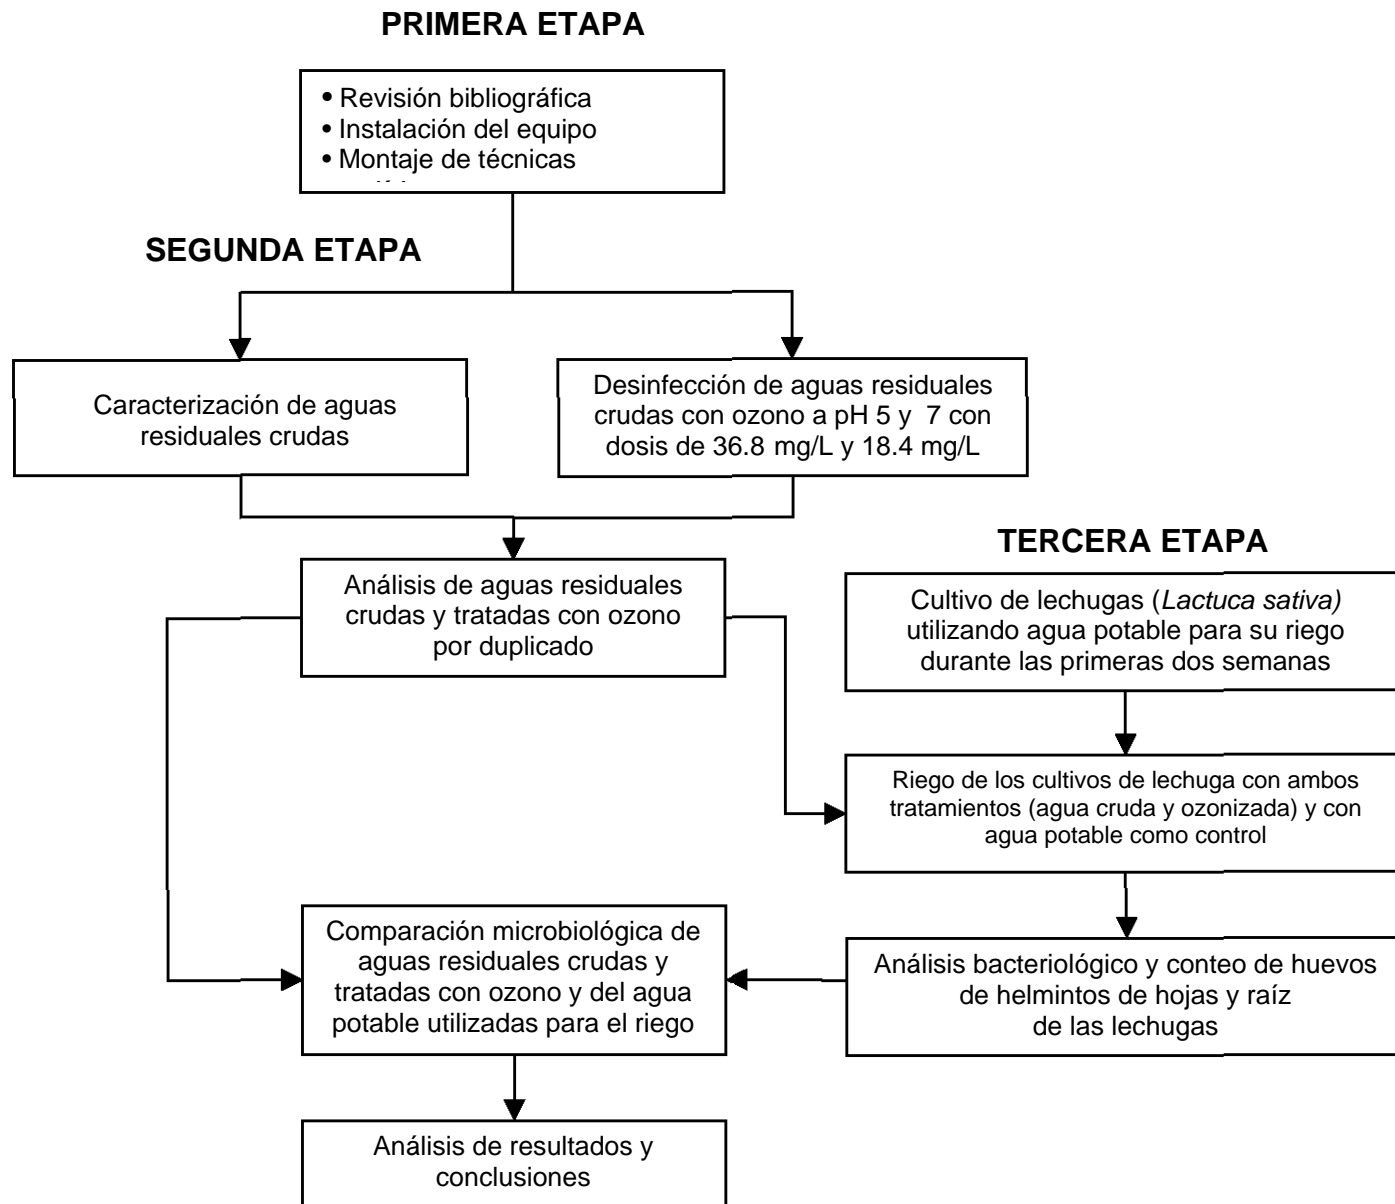 PRIMERA ETAPA
• Revisión bibliográfica
• Instalación del equipo
• Montaje de técnicas
SEGUNDA ETAPA
Caracterización de aguas
residuales crudas
Desinfección de aguas residuales
crudas con ozono a pH 5 y 7 con
dosis de 36.8 mg/L y 18.4 mg/L
Análisis de aguas residuales
crudas y tratadas con ozono
por duplicado
TERCERA ETAPA
Cultivo de lechugas (Lactuca sativa)
utilizando agua potable para su riego
durante las primeras dos semanas
Riego de los cultivos de lechuga con ambos
tratamientos (agua cruda y ozonizada) y con
agua potable como control
Comparación microbiológica de
aguas residuales crudas y
tratadas con ozono y del agua
potable utilizadas para el riego
Análisis bacteriológico y conteo de huevos
de helmintos de hojas y raíz
de las lechugas
Análisis de resultados y
conclusiones